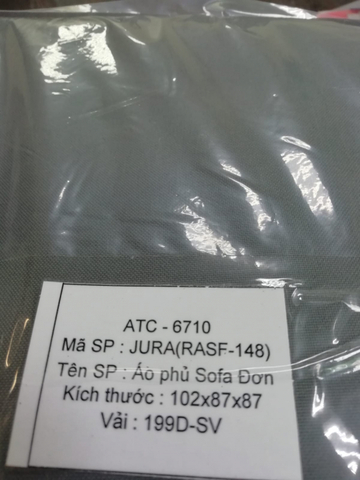 ATC - 6710
Mã SP : JURA(RASF-148)
Tên SP : Áo phủ Sofa Đơn
Kích thước : 102x87x87
Vải : 199D-SV